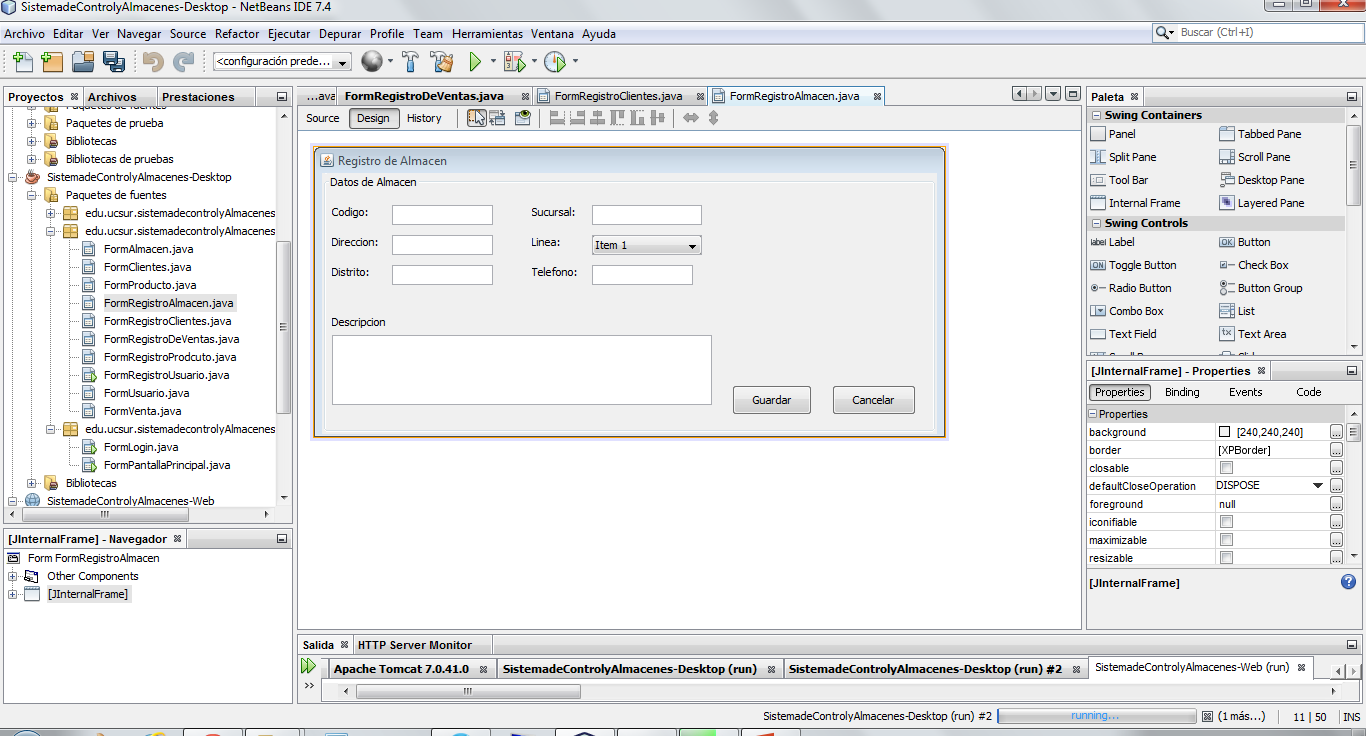 SistemadeControlyAlmacenes-Desktop - NetBeans IDE 7.4
Archivo Editar Ver Navegar Source Refactor Ejecutar Depurar Profile Team Herramientas Ventana Ayuda
Buscar (Ctrl+I)
<configuración prede...
Proyectos Archivos Prestaciones
Paquetes de fuentes
Paquetes de prueba
Bibliotecas
Bibliotecas de pruebas
SistemadeControlyAlmacenes-Desktop
Paquetes de fuentes
edu.ucsur.sistemadecontrolyAlmacenes
edu.ucsur.sistemadecontrolyAlmacenes
FormAlmacen.java
FormClientes.java
FormProducto.java
FormRegistroAlmacen.java
FormRegistroClientes.java
FormRegistroDeVentas.java
FormRegistroProdcuto.java
FormRegistroUsuario.java
FormUsuario.java
FormVenta.java
edu.ucsur.sistemadecontrolyAlmacenes
FormLogin.java
FormPantallaPrincipal.java
Bibliotecas
SistemadeControlyAlmacenes-Web
[JInternalFrame] - Navegador
Form FormRegistroAlmacen
Other Components
[JInternalFrame]
...ava FormRegistroDeVentas.java FormRegistroClientes.java FormRegistroAlmacen.java
Source Design History
Registro de Almacen
Datos de Almacen
Codigo: Sucursal:
Direccion: Linea: Item 1
Distrito: Telefono:
Descripcion
Guardar Cancelar
Paleta
Swing Containers
Panel Tabbed Pane
Split Pane Scroll Pane
Tool Bar Desktop Pane
Internal Frame Layered Pane
Swing Controls
label Label OK Button
ON Toggle Button Check Box
Radio Button Button Group
Combo Box List
Text Field Text Area
[JInternalFrame] - Properties
Properties Binding Events Code
Properties
background [240,240,240] ...
border [XPBorder] ...
closable ...
defaultCloseOperation DISPOSE ...
foreground null ...
iconifiable ...
maximizable ...
resizable ...
[JInternalFrame]
Salida HTTP Server Monitor
Apache Tomcat 7.0.41.0 SistemadeControlyAlmacenes-Desktop (run) SistemadeControlyAlmacenes-Desktop (run) #2 SistemadeControlyAlmacenes-Web (run)
SistemadeControlyAlmacenes-Desktop (run) #2 running... (1 más...) 11 | 50 INS